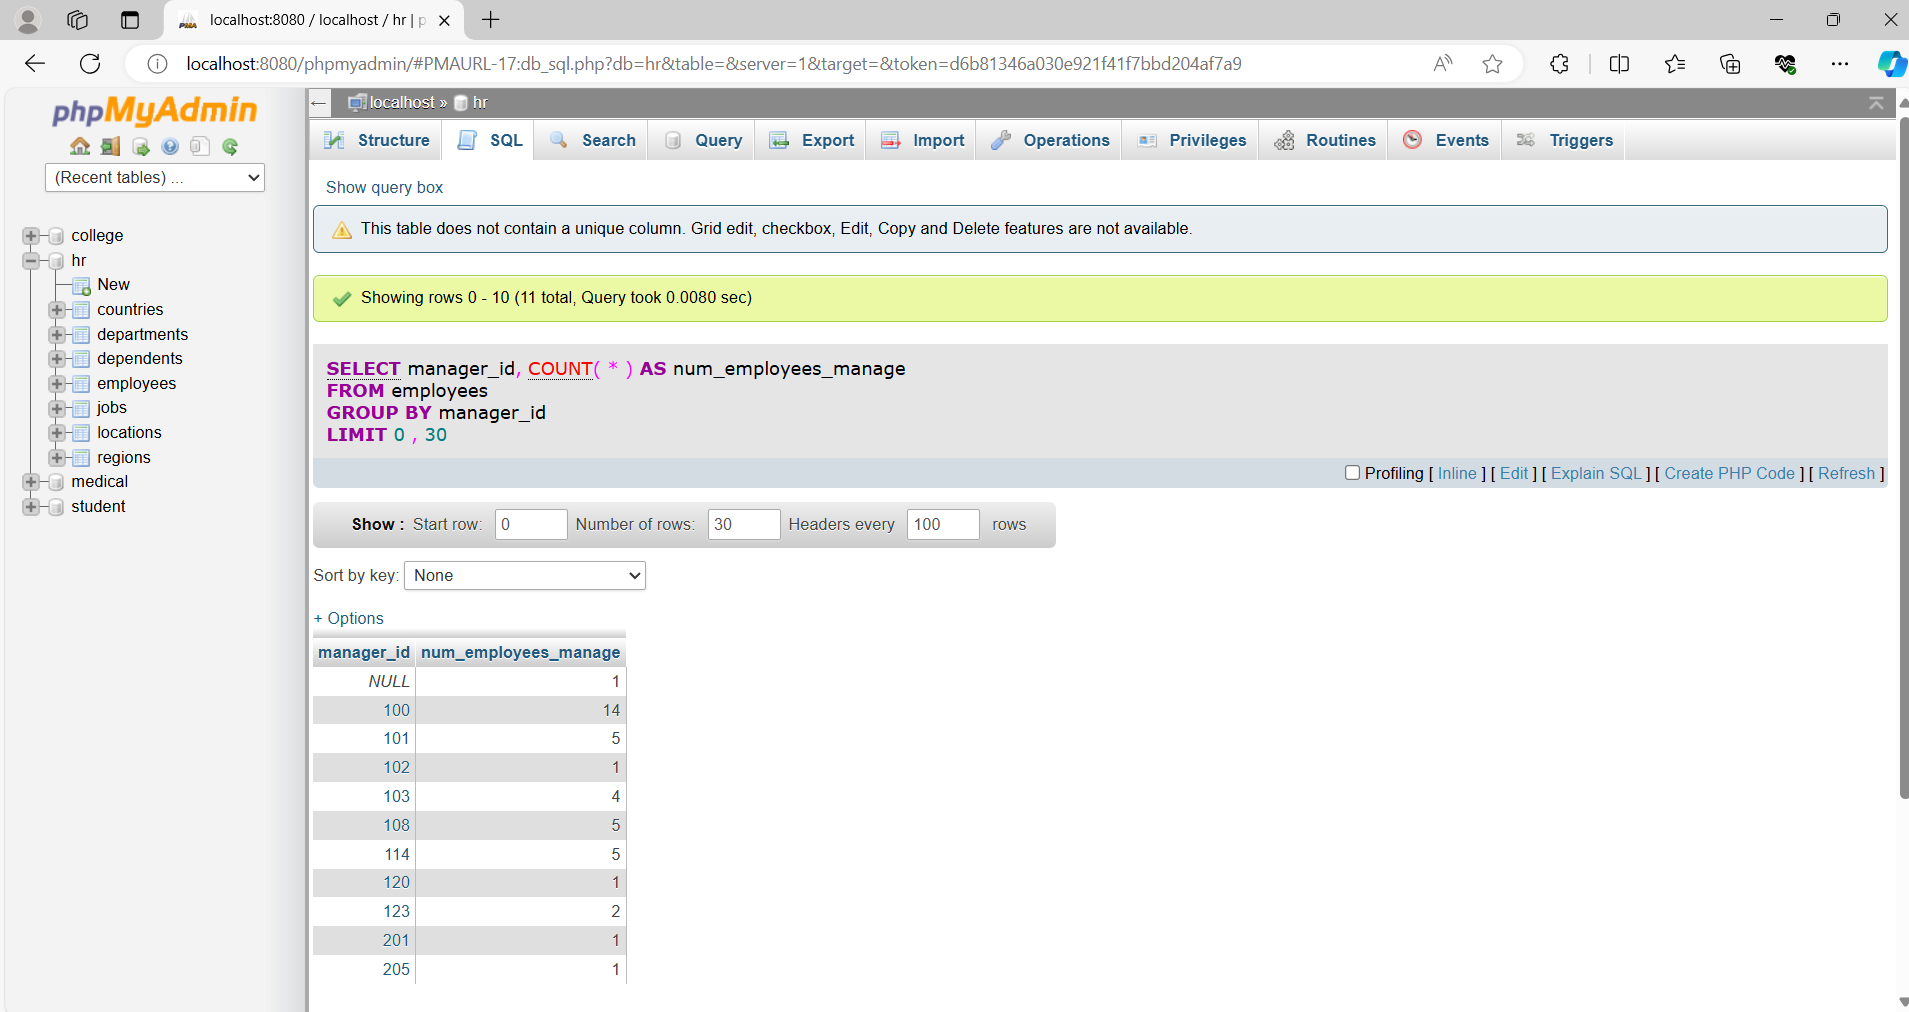 localhost:8080 / localhost / hr | p
localhost:8080/phpmyadmin/#PMAURL-17:db_sql.php?db=hr&table=&server=1&target=&token=d6b81346a030e921f41f7bbd204af7a9
phpMyAdmin
(Recent tables) ...
college
hr
New
countries
departments
dependents
employees
jobs
locations
regions
medical
student
localhost » hr
Structure SQL Search Query Export Import Operations Privileges Routines Events Triggers
Show query box
This table does not contain a unique column. Grid edit, checkbox, Edit, Copy and Delete features are not available.
Showing rows 0 - 10 (11 total, Query took 0.0080 sec)
SELECT manager_id, COUNT( * ) AS num_employees_manage
FROM employees
GROUP BY manager_id
LIMIT 0 , 30
Profiling [ Inline ] [ Edit ] [ Explain SQL ] [ Create PHP Code ] [ Refresh ]
Show : Start row: 0 Number of rows: 30 Headers every 100 rows
Sort by key: None
+ Options
manager_id num_employees_manage
NULL 1
100 14
101 5
102 1
103 4
108 5
114 5
120 1
123 2
201 1
205 1